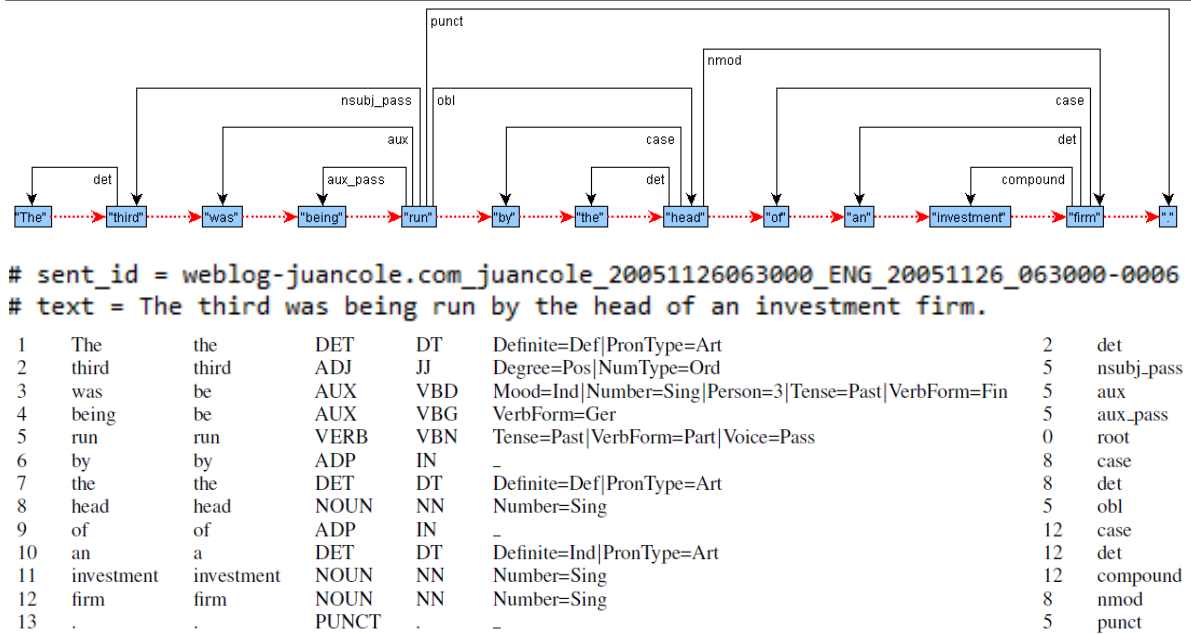 punct
nmod
nsubj_pass obl case
aux case det
det aux_pass det compound
"The" "third" "was" "being" "run" "by" "the" "head" "of" "an" "investment" "firm" "."
# sent_id = weblog-juancole.com_juancole_20051126063000_ENG_20051126_063000-0006
# text = The third was being run by the head of an investment firm.
1 The the DET DT Definite=Def|PronType=Art 2 det
2 third third ADJ JJ Degree=Pos|NumType=Ord 5 nsubj_pass
3 was be AUX VBD Mood=Ind|Number=Sing|Person=3|Tense=Past|VerbForm=Fin 5 aux
4 being be AUX VBG VerbForm=Ger 5 aux_pass
5 run run VERB VBN Tense=Past|VerbForm=Part|Voice=Pass 0 root
6 by by ADP IN _ 8 case
7 the the DET DT Definite=Def|PronType=Art 8 det
8 head head NOUN NN Number=Sing 5 obl
9 of of ADP IN _ 12 case
10 an a DET DT Definite=Ind|PronType=Art 12 det
11 investment investment NOUN NN Number=Sing 12 compound
12 firm firm NOUN NN Number=Sing 8 nmod
13 . . PUNCT . _ 5 punct